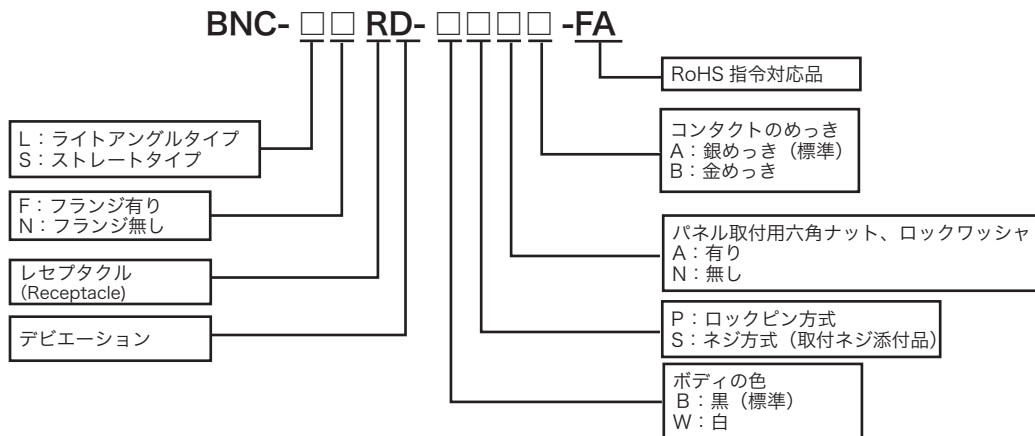 BNC- □□ RD- □□□□ -FA
RoHS 指令対応品
L：ライトアングルタイプ
S：ストレートタイプ
コンタクトのめっき
A：銀めっき（標準）
B：金めっき
F：フランジ有り
N：フランジ無し
パネル取付用六角ナット、ロックワッシャ
A：有り
N：無し
レセプタクル
(Receptacle)
デビエーション
P：ロックピン方式
S：ネジ方式（取付ネジ添付品）
ボディの色
B：黒（標準）
W：白